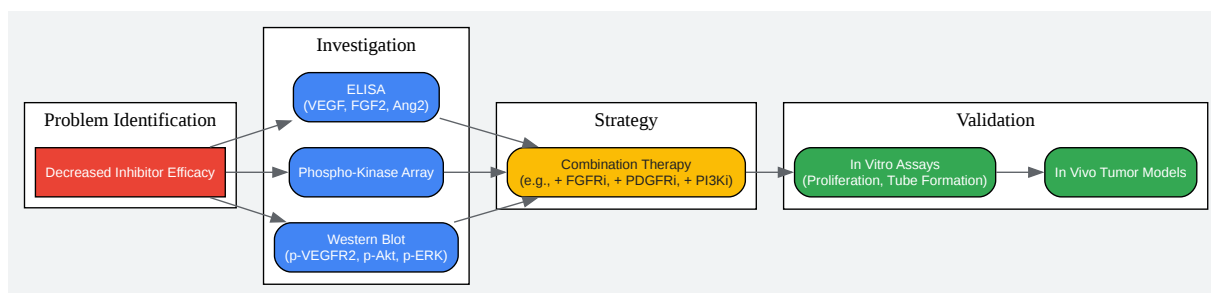 Problem Identification
Decreased Inhibitor Efficacy
Investigation
ELISA
(VEGF, FGF2, Ang2)
Phospho-Kinase Array
Western Blot
(p-VEGFR2, p-Akt, p-ERK)
Strategy
Combination Therapy
(e.g., + FGFRi, + PDGFRi, + PI3Ki)
Validation
In Vitro Assays
(Proliferation, Tube Formation)
In Vivo Tumor Models